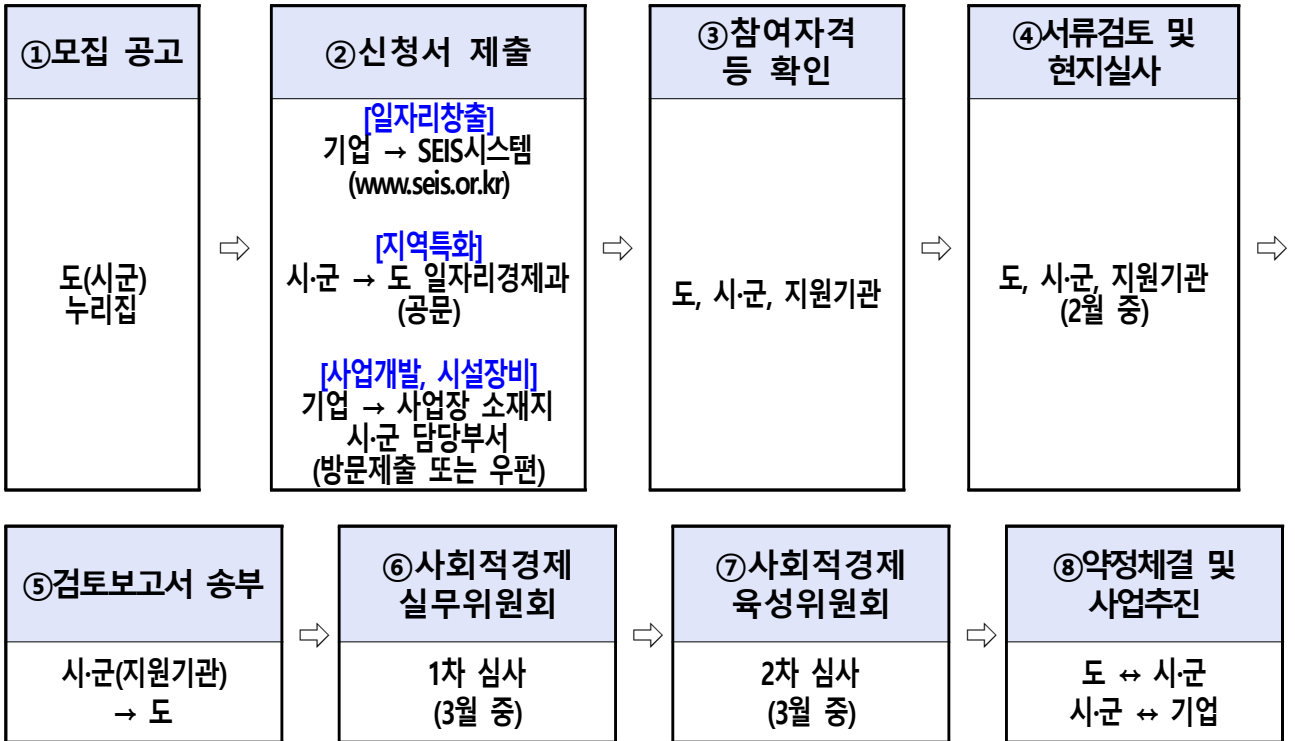 ①모집 공고
도(시군)
누리집
⇨
②신청서 제출
[일자리창출]
기업 → SEIS시스템
(www.seis.or.kr)
[지역특화]
시·군 → 도 일자리경제과
(공문)
[사업개발, 시설장비]
기업 → 사업장 소재지
시·군 담당부서
(방문제출 또는 우편)
⇨
③참여자격
등 확인
도, 시·군, 지원기관
⇨
④서류검토 및
현지실사
도, 시·군, 지원기관
(2월 중)
⇨
⑤검토보고서 송부
시·군(지원기관)
→ 도
⇨
⑥사회적경제
실무위원회
1차 심사
(3월 중)
⇨
⑦사회적경제
육성위원회
2차 심사
(3월 중)
⇨
⑧약정체결 및
사업추진
도 ↔ 시·군
시·군 ↔ 기업